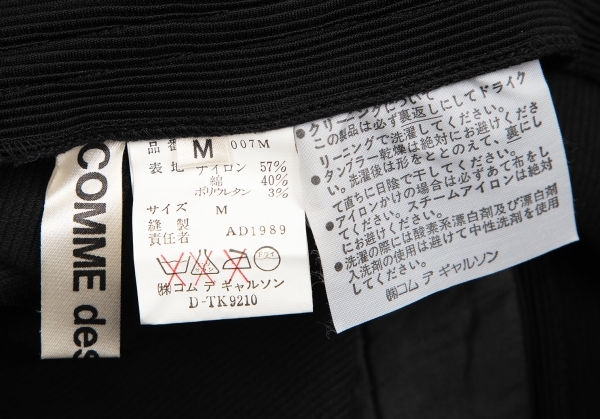 COMME des
品番 M 007M
表地 ナイロン 57%
綿 40%
ポリウレタン 3%
サイズ M
縫製
責任者 AD1989
ドライ
㈱コム デ ギャルソン
D-TK9210
クリーニングについて
この製品は必ず裏返しにしてドライク
リーニングで洗濯してください。
タンブラー乾燥は絶対にお避けくださ
い。洗濯後は形をととのえて、裏にし
て直ちに日陰で干してください。
●アイロンかけの場合は必ずあて布をし
てください。スチームアイロンは絶対
にお避けください。
●洗濯の際には酸素系漂白剤及び漂白剤
入洗剤の使用は避けて中性洗剤を使用
してください。
㈱コム デ ギャルソン